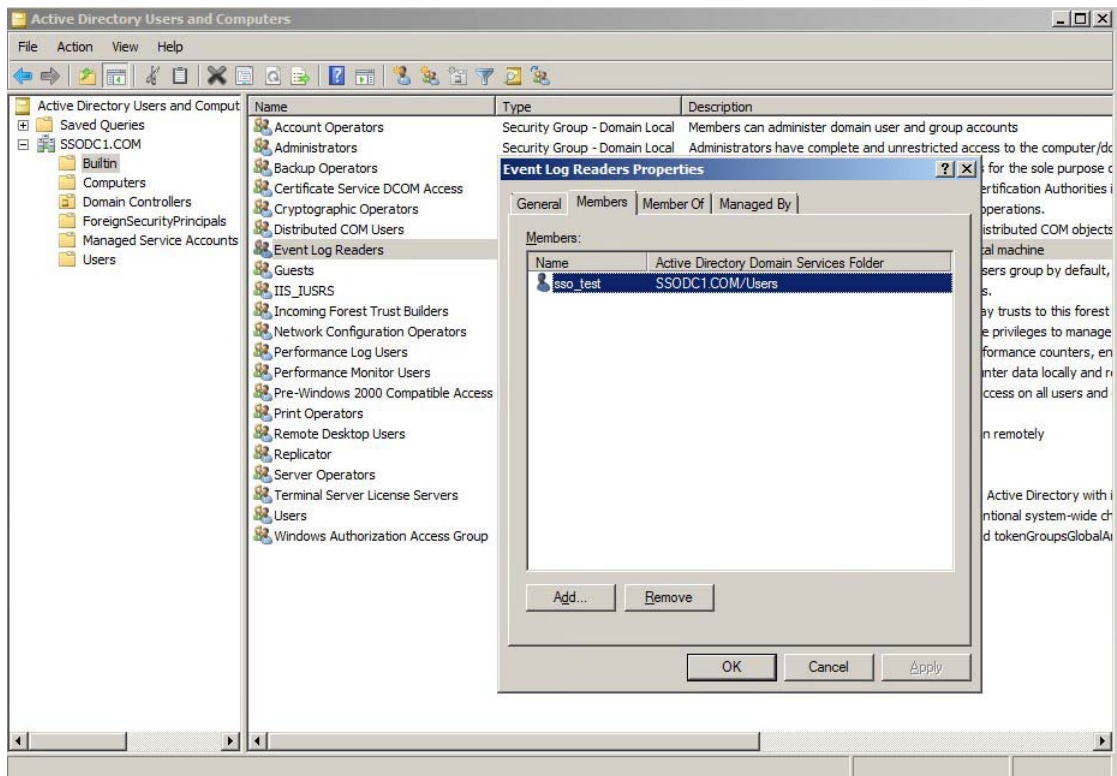 Active Directory Users and Computers
File Action View Help
Active Directory Users and Comput
Saved Queries
SSODC1.COM
Builtin
Computers
Domain Controllers
ForeignSecurityPrincipals
Managed Service Accounts
Users
Name Type Description
Account Operators Security Group - Domain Local Members can administer domain user and group accounts
Administrators Security Group - Domain Local Administrators have complete and unrestricted access to the computer/do
Backup Operators s for the sole purpose o
Certificate Service DCOM Access ertification Authorities i
Cryptographic Operators operations.
Distributed COM Users istributed COM objects
Event Log Readers cal machine
Guests sers group by default,
IIS_IUSRS s.
Incoming Forest Trust Builders ay trusts to this forest
Network Configuration Operators e privileges to manage
Performance Log Users formance counters, en
Performance Monitor Users unter data locally and re
Pre-Windows 2000 Compatible Access ccess on all users and
Print Operators
Remote Desktop Users n remotely
Replicator
Server Operators
Terminal Server License Servers Active Directory with i
Users ntional system-wide ch
Windows Authorization Access Group d tokenGroupsGlobalA
Event Log Readers Properties
General Members Member Of Managed By
Members:
Name Active Directory Domain Services Folder
sso_test SSODC1.COM/Users
Add... Remove
OK Cancel Apply